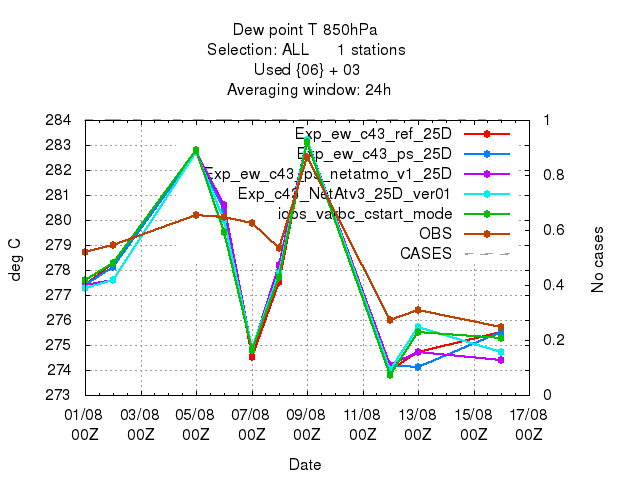 Dew point T 850hPa
Selection: ALL 1 stations
Used {06} + 03
Averaging window: 24h
284
283
282
281
280
279
278
277
276
275
274
273
deg C
1
0.8
0.6
0.4
0.2
0
No cases
Exp_ew_c43_ref_25D
Exp_ew_c43_ps_25D
Exp_ew_c43_ps_netatmo_v1_25D
Exp_c43_NetAtv3_25D_ver01
iops_varbc_cstart_mode
OBS
CASES
01/08 03/08 05/08 07/08 09/08 11/08 13/08 15/08 17/08
00Z 00Z 00Z 00Z 00Z 00Z 00Z 00Z 00Z
Date